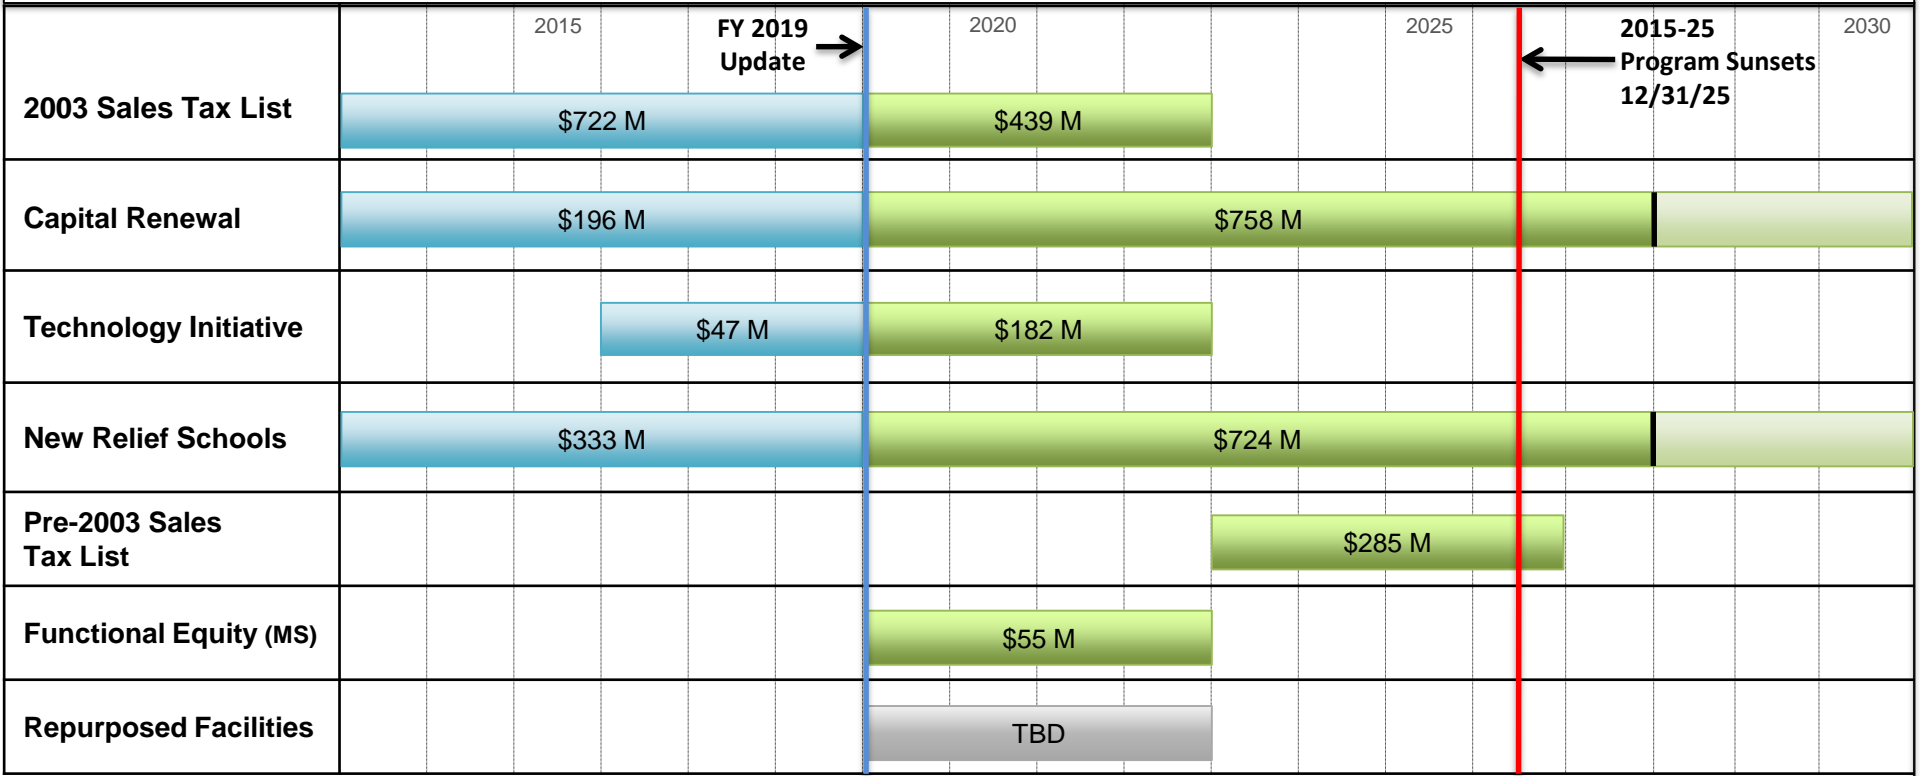 2015
2020
2025
2030
FY 2019
Update
2015-25
Program Sunsets
12/31/25
2003 Sales Tax List
$722 M
$439 M
Capital Renewal
$196 M
$758 M
Technology Initiative
$47 M
$182 M
New Relief Schools
$333 M
$724 M
Pre-2003 Sales
Tax List
$285 M
Functional Equity (MS)
$55 M
Repurposed Facilities
TBD